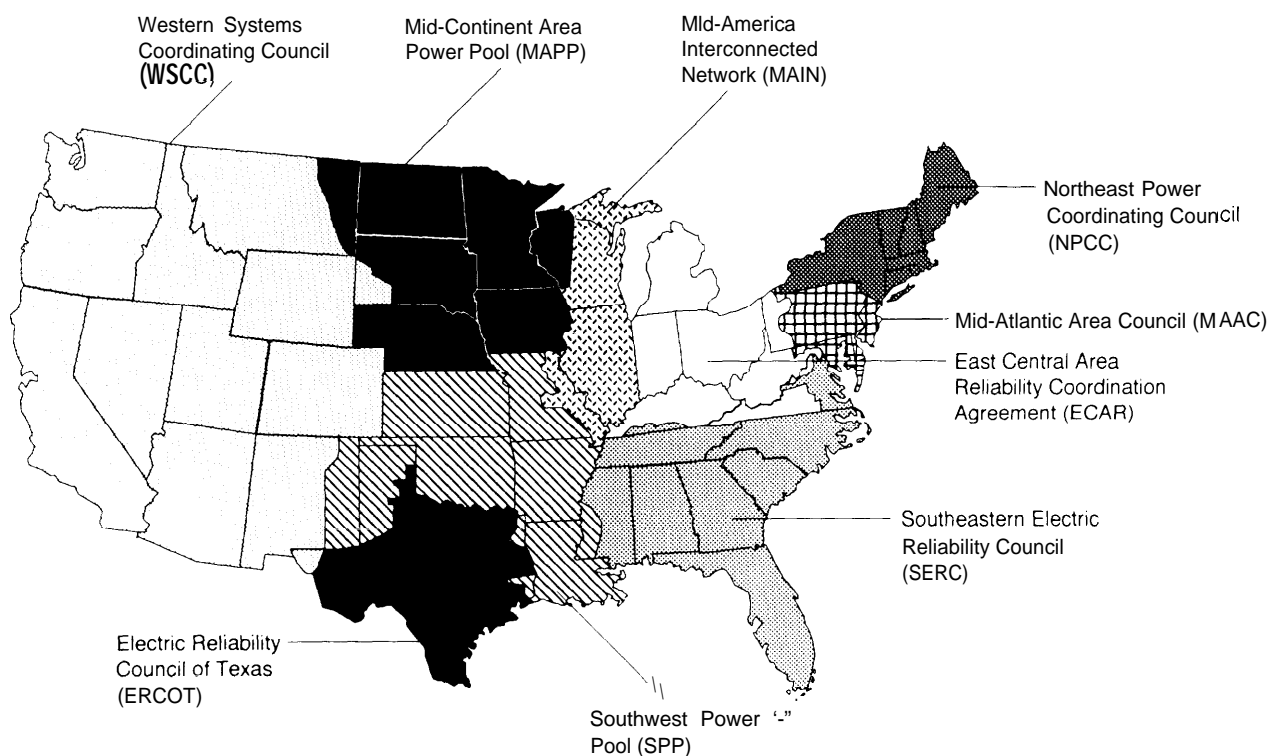 Western Systems
Coordinating Council
(WSCC)
Mid-Continent Area
Power Pool (MAPP)
MId-America
Interconnected
Network (MAIN)
Northeast Power
Coordinating Council
(NPCC)
Mid-Atlantic Area Council (MAAC)
East Central Area
Reliability Coordination
Agreement (ECAR)
Southeastern Electric
Reliability Council
(SERC)
Electric Reliability
Council of Texas
(ERCOT)
Southwest Power '-"
Pool (SPP)